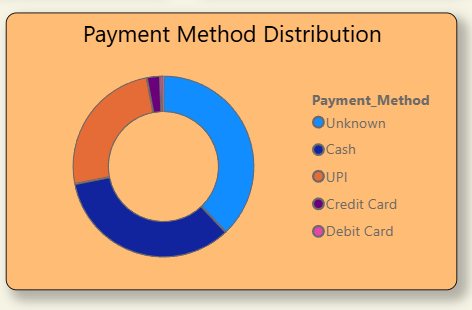 Payment Method Distribution
Payment_Method
Unknown
Cash
UPI
Credit Card
Debit Card